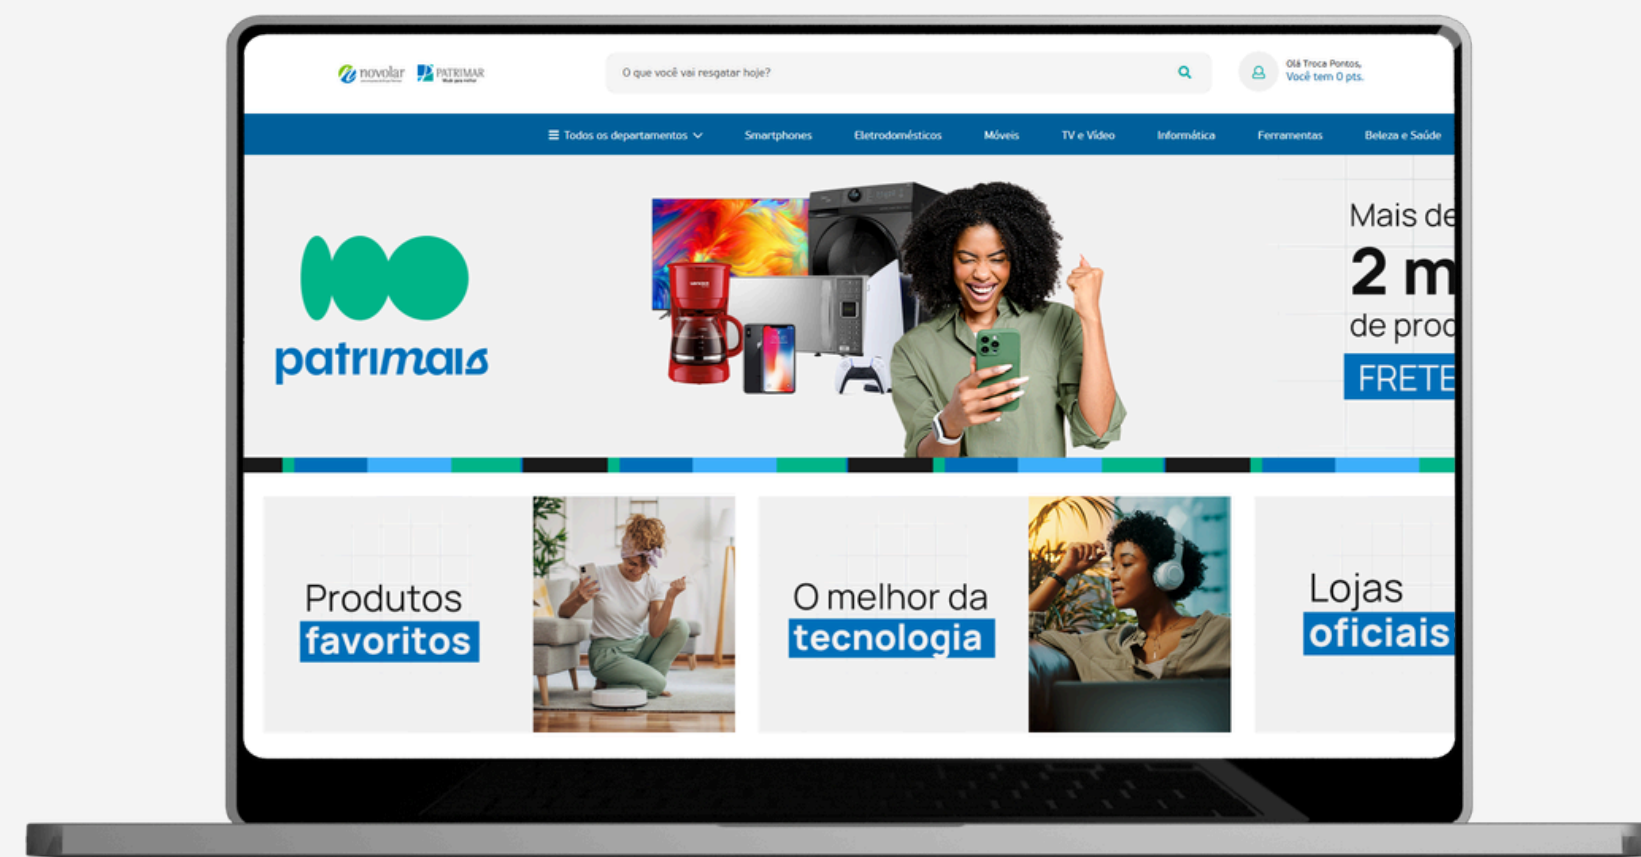 novolar PATRIMAR
O que você vai resgatar hoje?
Olá Troca Pontos,
Você tem 0 pts.
Todos os departamentos Smartphones Eletrodomésticos Móveis TV e Vídeo Informática Ferramentas Beleza e Saúde
patrimais
Mais de
2 m
de prod
FRETE
Produtos
favoritos
O melhor da
tecnologia
Lojas
oficiais